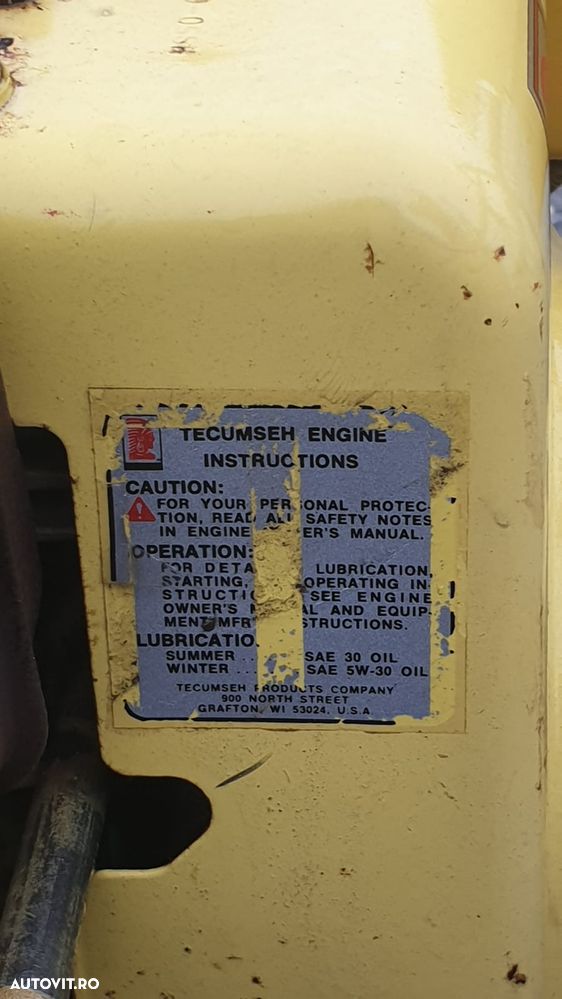 TECUMSEH ENGINE
INSTRUCTIONS
CAUTION:
FOR YOUR PERSONAL PROTEC-
TION, READ ALL SAFETY NOTES
IN ENGINE ER'S MANUAL.
OPERATION:
FOR DETA LUBRICATION,
STARTING, OPERATING IN-
STRUCTIO SEE ENGINE
OWNER'S M AL AND EQUIP-
MENT MFR STRUCTIONS.
LUBRICATIO
SUMMER .. SAE 30 OIL
WINTER ... SAE 5W-30 OIL
TECUMSEH PRODUCTS COMPANY
900 NORTH STREET
GRAFTON, WI 53024, U.S.A
AUTOVIT.RO